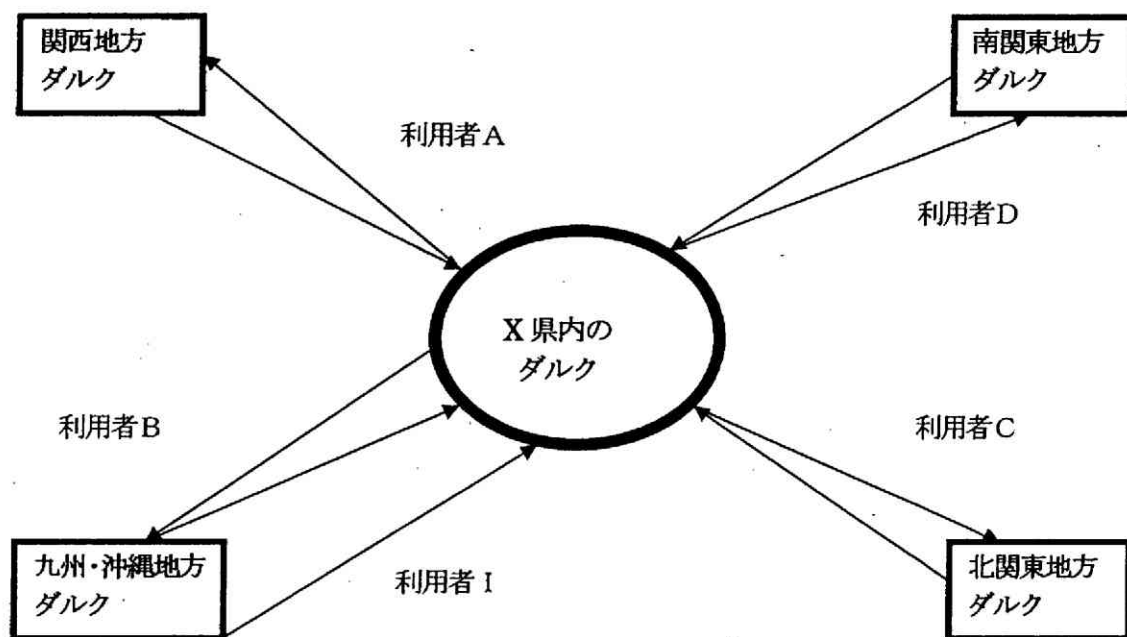 関西地方
ダルク
南関東地方
ダルク
利用者A
利用者D
X 県内の
ダルク
利用者B
利用者C
九州・沖縄地方
ダルク
利用者I
北関東地方
ダルク